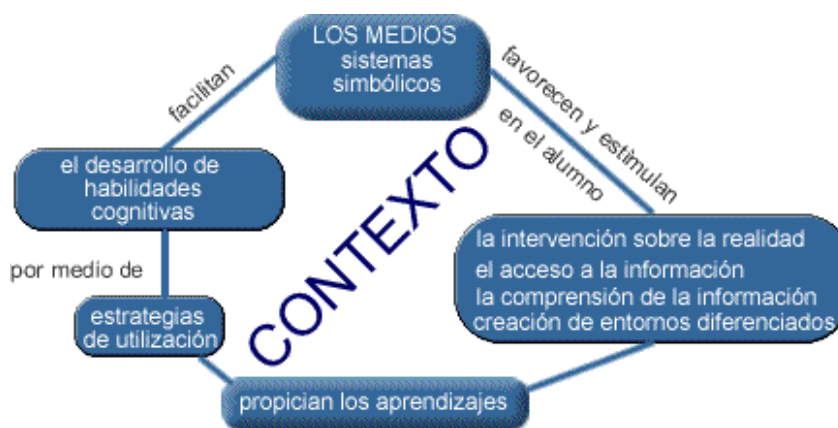 LOS MEDIOS
sistemas
simbólicos
facilitan
favorecen y estìmulan
en el alumno
el desarrollo de
habilidades
cognitivas
CONTEXTO
la intervención sobre la realidad
el acceso a la información
la comprensión de la información
creación de entornos diferenciados
por medio de
estrategias
de utilización
propician los aprendizajes